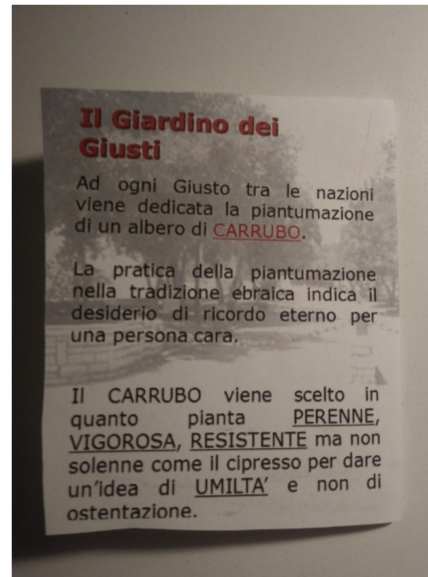 Il Giardino dei
Giusti
Ad ogni Giusto tra le nazioni
viene dedicata la piantumazione
di un albero di CARRUBO.
La pratica della piantumazione
nella tradizione ebraica indica il
desiderio di ricordo eterno per
una persona cara.
Il CARRUBO viene scelto in
quanto pianta PERENNE,
VIGOROSA, RESISTENTE ma non
solenne come il cipresso per dare
un'idea di UMILTA' e non di
ostentazione.